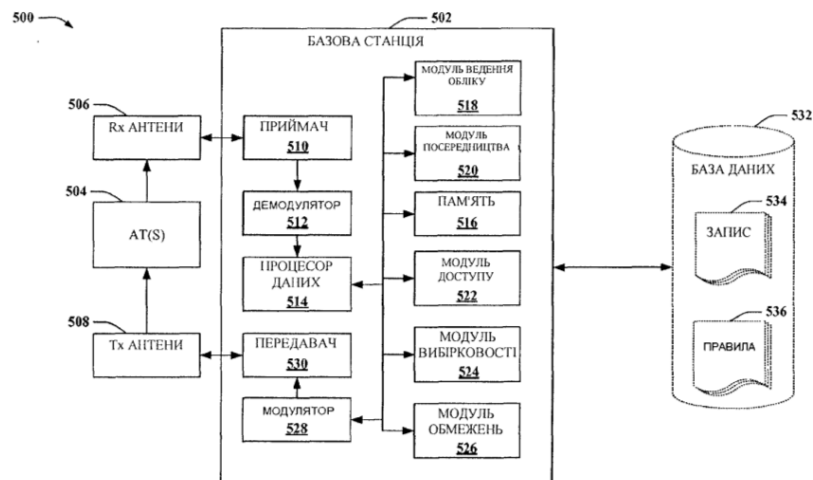 500
502
БАЗОВА СТАНЦІЯ
МОДУЛЬ ВЕДЕННЯ
ОБЛІКУ
518
506
Rx АНТЕНИ
ПРИЙМАЧ
510
МОДУЛЬ
ПОСЕРЕДНИЦТВА
520
532
БАЗА ДАНИХ
504
AT(S)
ДЕМОДУЛЯТОР
512
ПАМ'ЯТЬ
516
534
ЗАПИС
ПРОЦЕСОР
ДАНИХ
514
МОДУЛЬ
ДОСТУПУ
522
508
Tx АНТЕНИ
ПЕРЕДАВАЧ
530
МОДУЛЬ
ВИБІРКОВОСТІ
524
536
ПРАВИЛА
МОДУЛЯТОР
528
МОДУЛЬ
ОБМЕЖЕНЬ
526